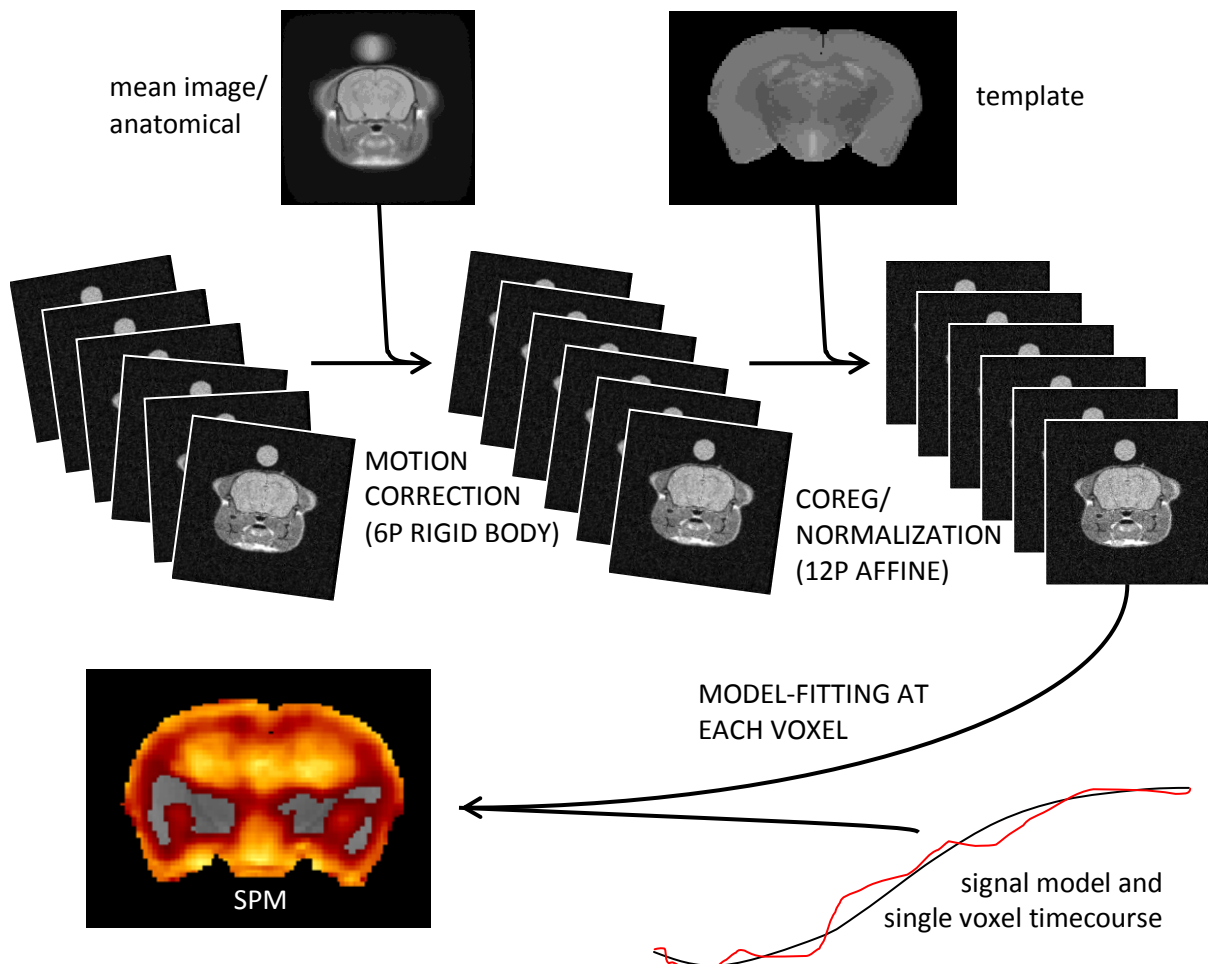 mean image/
anatomical
template
MOTION
CORRECTION
(6P RIGID BODY)
COREG/
NORMALIZATION
(12P AFFINE)
MODEL-FITTING AT
EACH VOXEL
SPM
signal model and
single voxel timecourse